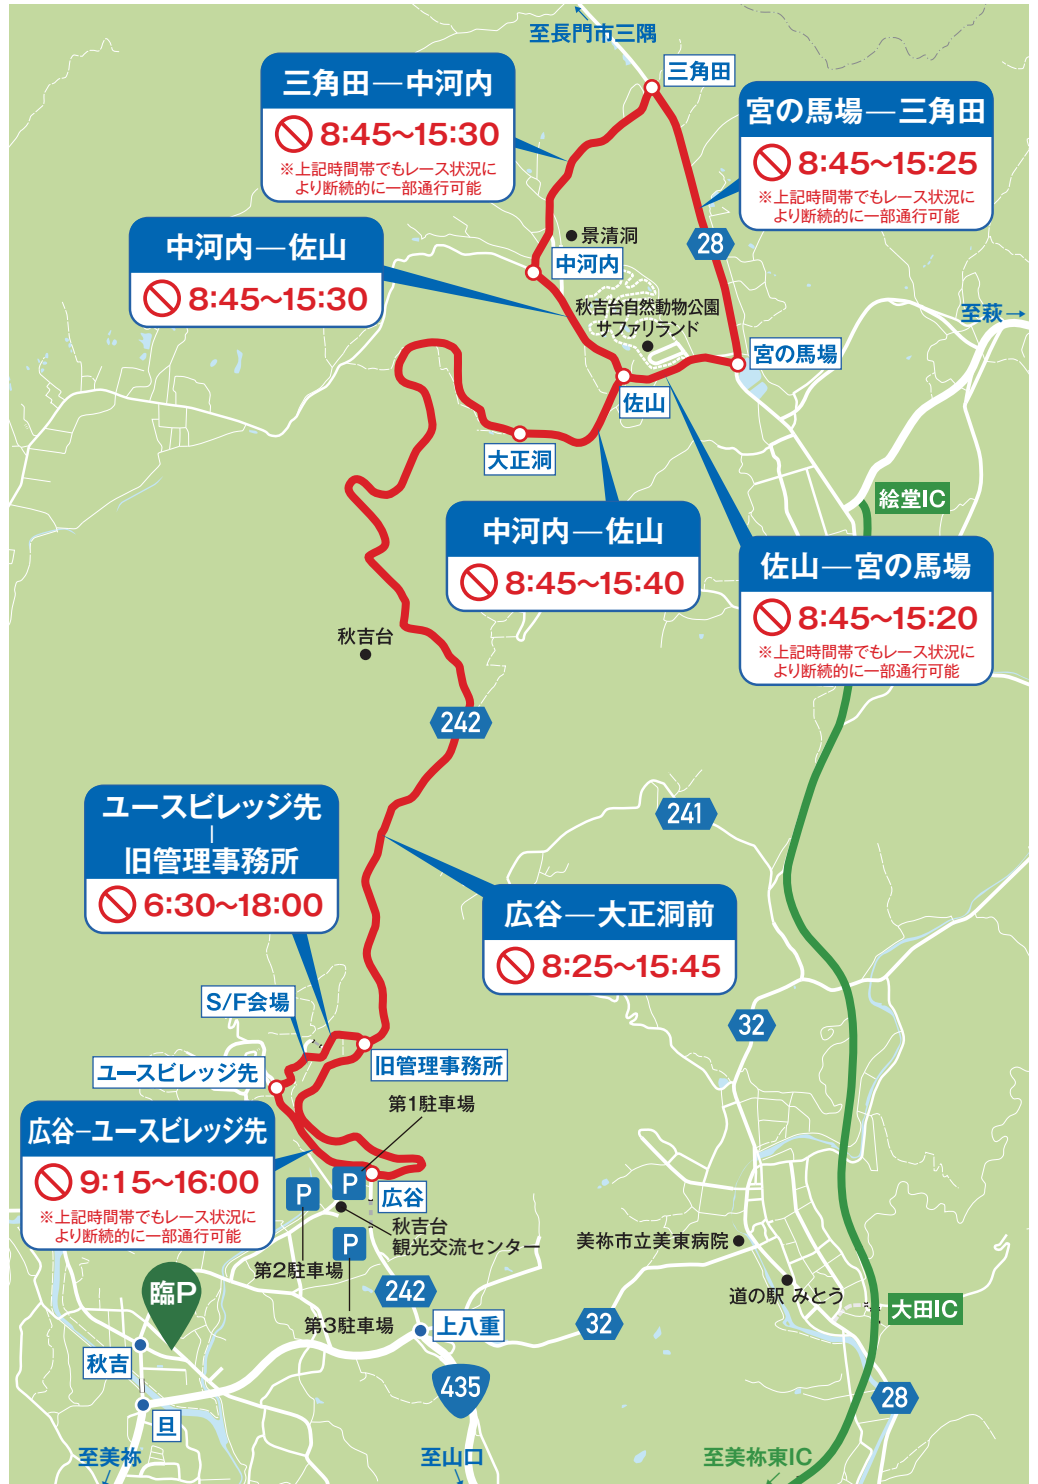 至長門市三隅
三角田
三角田—中河内
8:45〜15:30
※上記時間帯でもレース状況に
より断続的に一部通行可能
宮の馬場—三角田
8:45〜15:25
※上記時間帯でもレース状況に
より断続的に一部通行可能
中河内—佐山
8:45〜15:30
景清洞
28
中河内
秋吉台自然動物公園
サファリランド
至萩→
宮の馬場
佐山
大正洞
絵堂IC
中河内—佐山
8:45〜15:40
佐山—宮の馬場
8:45〜15:20
※上記時間帯でもレース状況に
より断続的に一部通行可能
秋吉台
242
ユースビレッジ先
|
旧管理事務所
6:30〜18:00
241
広谷—大正洞前
8:25〜15:45
S/F会場
32
旧管理事務所
ユースビレッジ先
第1駐車場
広谷−ユースビレッジ先
9:15〜16:00
※上記時間帯でもレース状況に
より断続的に一部通行可能
P
P
広谷
秋吉台
観光交流センター
P
美祢市立美東病院
第2駐車場
道の駅 みとう
臨P
242
大田IC
第3駐車場
上八重
32
秋吉
435
28
旦
至美祢
至山口
至美祢東IC